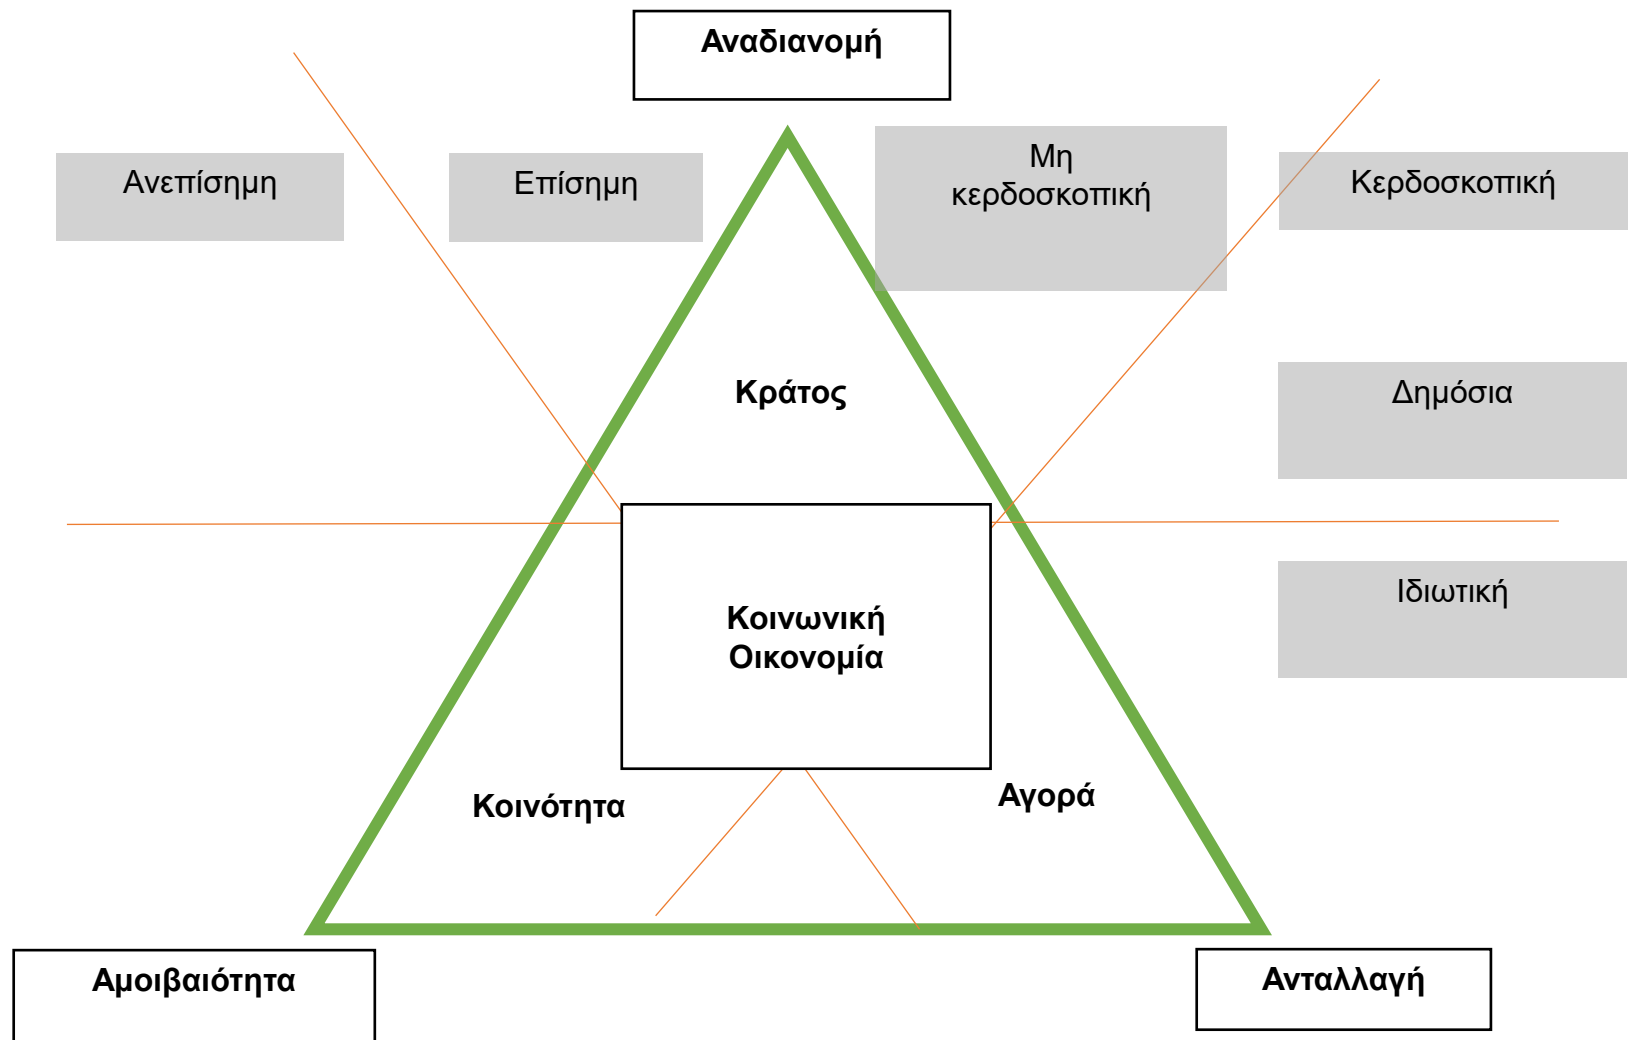 Αναδιανομή
Ανεπίσημη
Επίσημη
Μη
κερδοσκοπική
Κερδοσκοπική
Κράτος
Δημόσια
Κοινωνική
Οικονομία
Ιδιωτική
Κοινότητα
Αγορά
Αμοιβαιότητα
Ανταλλαγή